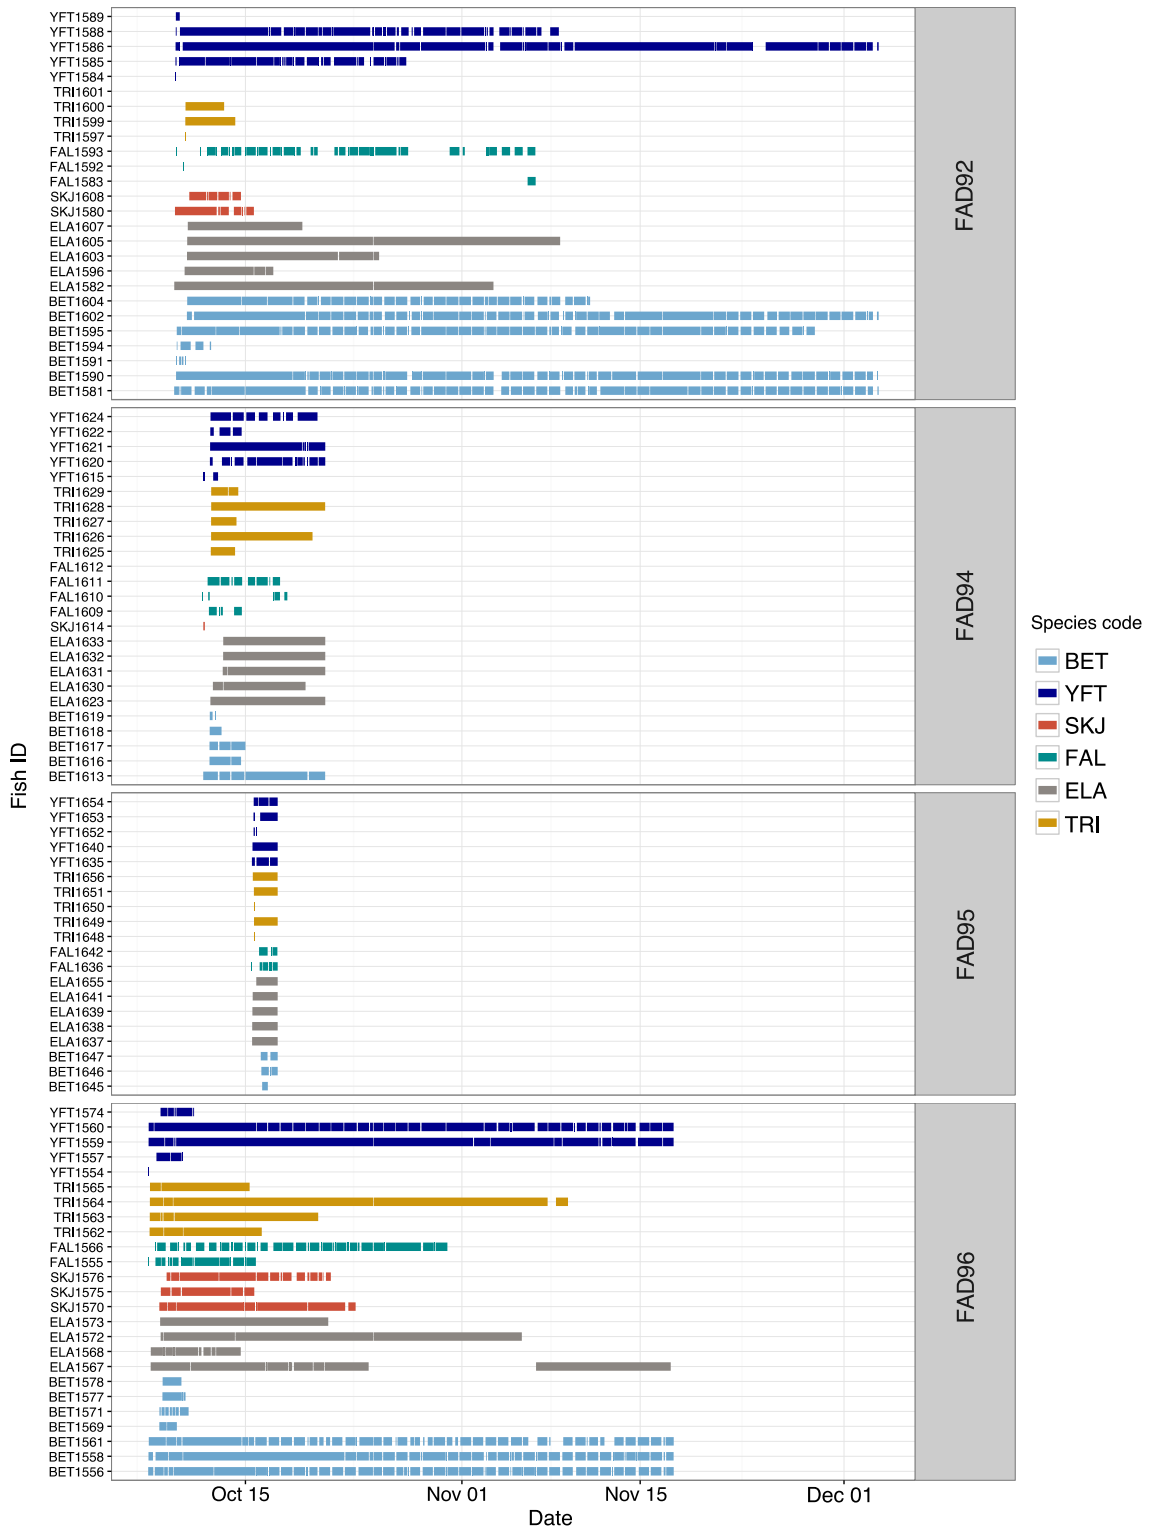 YFT1589
YFT1588
YFT1586
YFT1585
YFT1584
TRI1601
TRI1600
TRI1599
TRI1597
FAL1593
FAL1592
FAL1583
SKJ1608
SKJ1580
ELA1607
ELA1605
ELA1603
ELA1596
ELA1582
BET1604
BET1602
BET1595
BET1594
BET1591
BET1590
BET1581
FAD92
YFT1624
YFT1622
YFT1621
YFT1620
YFT1615
TRI1629
TRI1628
TRI1627
TRI1626
TRI1625
FAL1612
FAL1611
FAL1610
FAL1609
SKJ1614
ELA1633
ELA1632
ELA1631
ELA1630
ELA1623
BET1619
BET1618
BET1617
BET1616
BET1613
FAD94
YFT1654
YFT1653
YFT1652
YFT1640
YFT1635
TRI1656
TRI1651
TRI1650
TRI1649
TRI1648
FAL1642
FAL1636
ELA1655
ELA1641
ELA1639
ELA1638
ELA1637
BET1647
BET1646
BET1645
FAD95
YFT1574
YFT1560
YFT1559
YFT1557
YFT1554
TRI1565
TRI1564
TRI1563
TRI1562
FAL1566
FAL1555
SKJ1576
SKJ1575
SKJ1570
ELA1573
ELA1572
ELA1568
ELA1567
BET1578
BET1577
BET1571
BET1569
BET1561
BET1558
BET1556
FAD96
Fish ID
Oct 15
Nov 01
Nov 15
Dec 01
Date
Species code
BET
YFT
SKJ
FAL
ELA
TRI